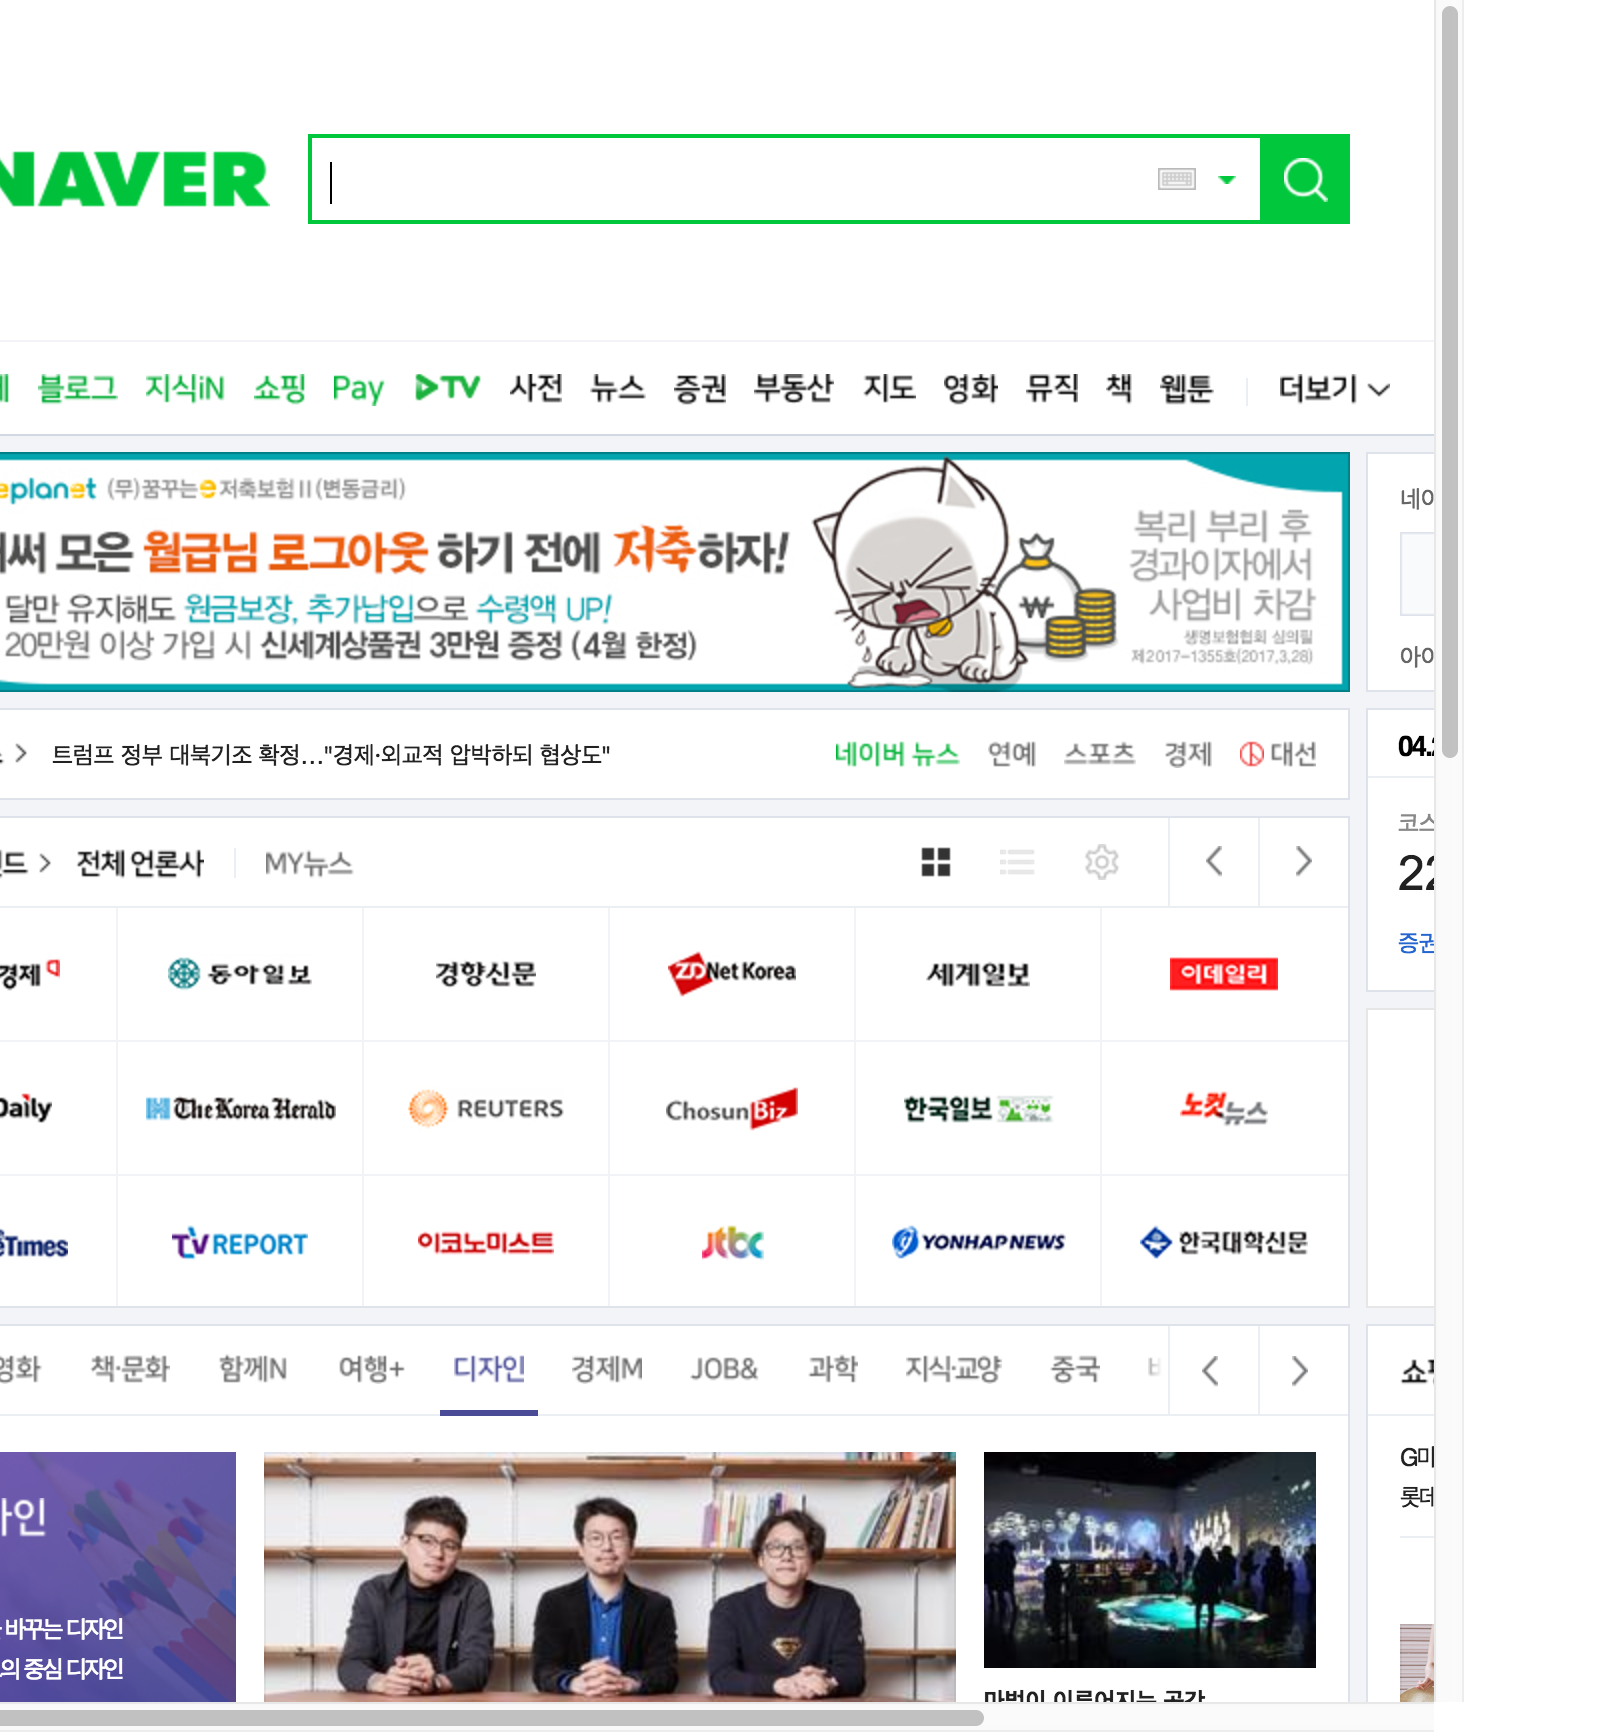 NAVER
블로그 지식iN 쇼핑 Pay TV 사전 뉴스 증권 부동산 지도 영화 뮤직 책 웹툰 더보기
eplanet (무)꿈꾸는e저축보험 II (변동금리)
써 모은 월급님 로그아웃 하기 전에 저축하자!
달만 유지해도 원금보장, 추가납입으로 수령액 UP!
20만원 이상 가입 시 신세계상품권 3만원 증정 (4월 한정)
복리 부리 후
경과이자에서
사업비 차감
생명보험협회 심의필
제2017-1355호(2017.3.28)
네이
아이
트럼프 정부 대북기조 확정..."경제·외교적 압박하되 협상도"
네이버 뉴스 연예 스포츠 경제 대선
04.2
코스
22
증권
드 > 전체 언론사 MY뉴스
경제 동아일보 경향신문 ZDNet Korea 세계일보 이데일리
Daily The Korea Herald REUTERS ChosunBiz 한국일보 노컷뉴스
eTimes TVREPORT 이코노미스트 jtbc YONHAP NEWS 한국대학신문
영화 책·문화 함께N 여행+ 디자인 경제M JOB& 과학 지식·교양 중국
쇼핑
G마
롯데
자인
바꾸는 디자인
의 중심 디자인
마법이 이루어지는 공간